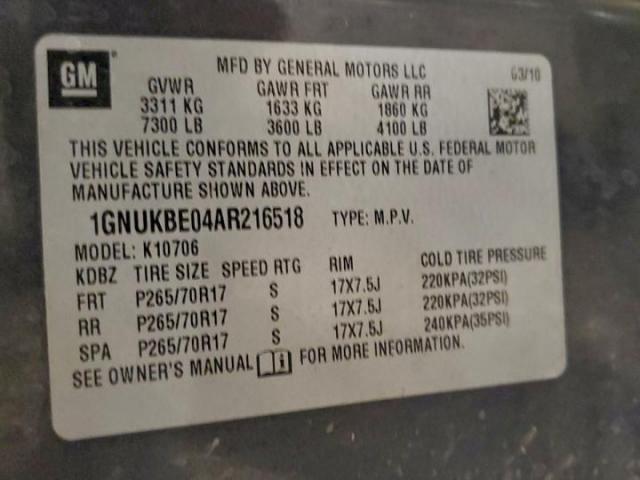 GM
MFD BY GENERAL MOTORS LLC
03/10
GVWR GAWR FRT GAWR RR
3311 KG 1633 KG 1860 KG
7300 LB 3600 LB 4100 LB
THIS VEHICLE CONFORMS TO ALL APPLICABLE U.S. FEDERAL MOTOR
VEHICLE SAFETY STANDARDS IN EFFECT ON THE DATE OF
MANUFACTURE SHOWN ABOVE.
1GNUKBE04AR216518 TYPE: M.P.V.
MODEL: K10706
KDBZ TIRE SIZE SPEED RTG RIM COLD TIRE PRESSURE
FRT P265/70R17 S 17X7.5J 220KPA(32PSI)
RR P265/70R17 S 17X7.5J 220KPA(32PSI)
SPA P265/70R17 S 17X7.5J 240KPA(35PSI)
SEE OWNER'S MANUAL FOR MORE INFORMATION.